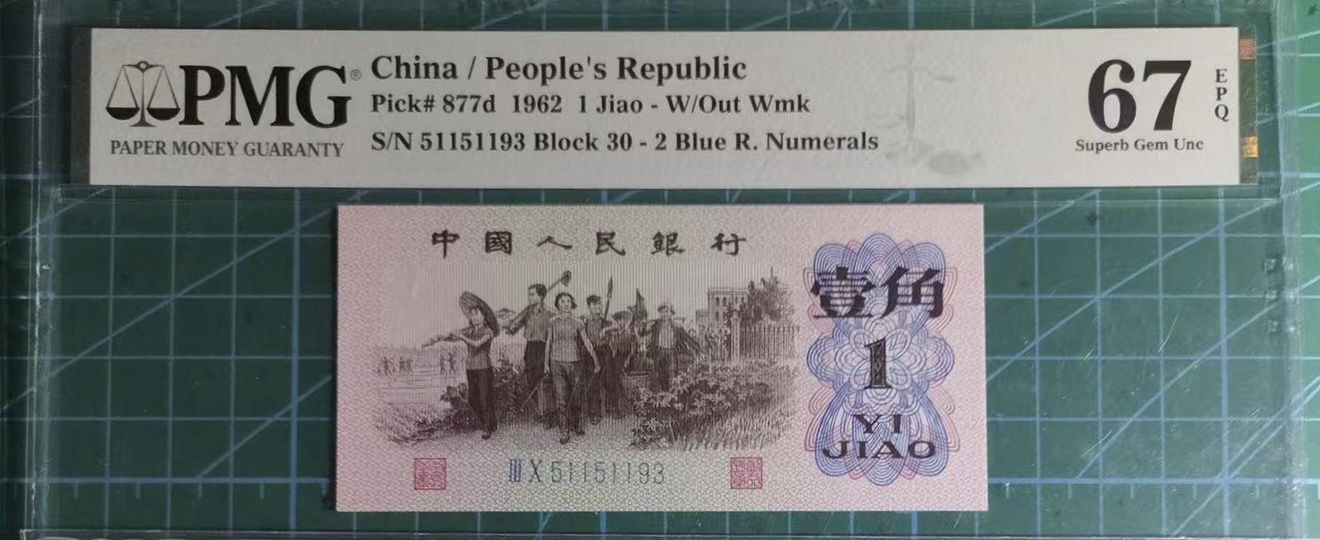 PMG®
PAPER MONEY GUARANTY
China / People's Republic
Pick# 877d 1962 1 Jiao - W/Out Wmk
S/N 51151193 Block 30 - 2 Blue R. Numerals
67
EPQ
Superb Gem Unc
中國人民銀行
壹角
1
YI
JIAO
ⅢⅩ 51151193